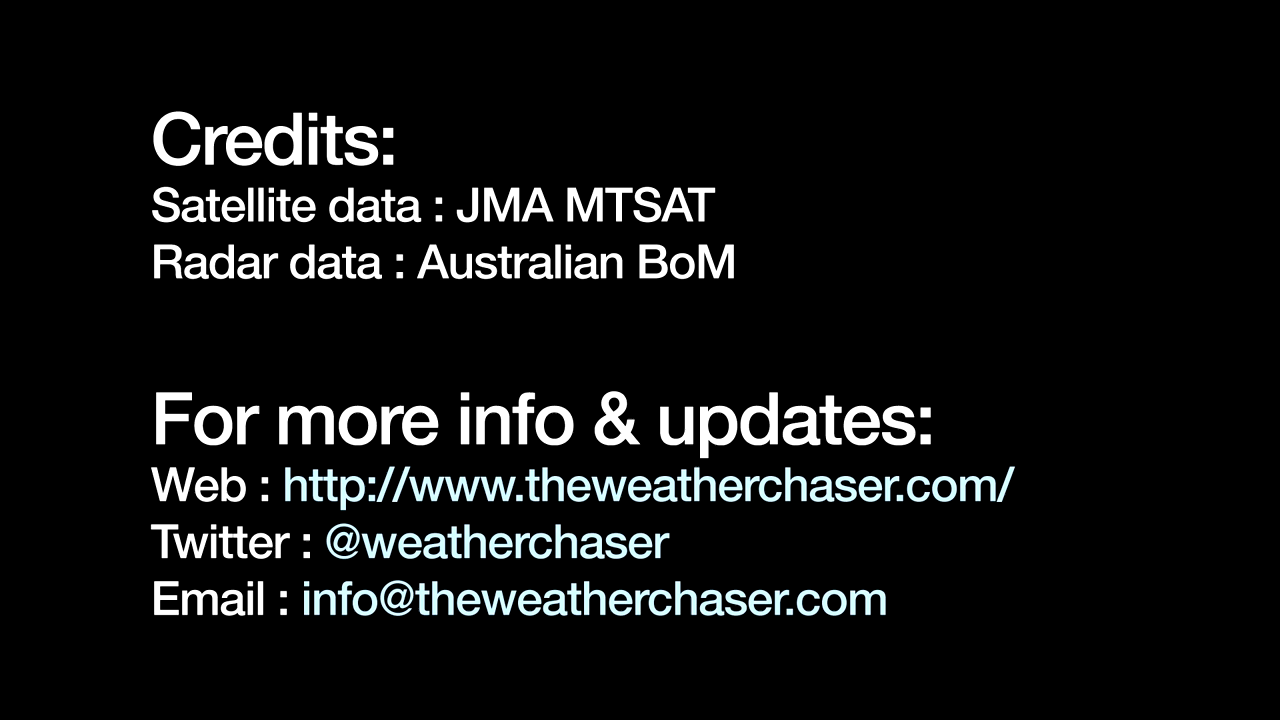 Credits:
Satellite data : JMA MTSAT
Radar data : Australian BoM
For more info & updates:
Web : http://www.theweatherchaser.com/
Twitter : @weatherchaser
Email : info@theweatherchaser.com